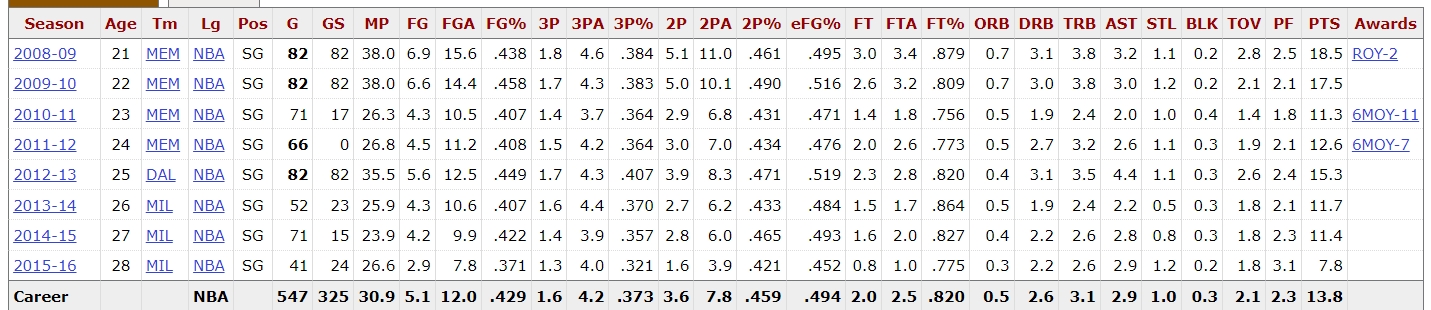 Season Age Tm Lg Pos G GS MP FG FGA FG% 3P 3PA 3P% 2P 2PA 2P% eFG% FT FTA FT% ORB DRB TRB AST STL BLK TOV PF PTS Awards
2008-09 21 MEM NBA SG 82 82 38.0 6.9 15.6 .438 1.8 4.6 .384 5.1 11.0 .461 .495 3.0 3.4 .879 0.7 3.1 3.8 3.2 1.1 0.2 2.8 2.5 18.5 ROY-2
2009-10 22 MEM NBA SG 82 82 38.0 6.6 14.4 .458 1.7 4.3 .383 5.0 10.1 .490 .516 2.6 3.2 .809 0.7 3.0 3.8 3.0 1.2 0.2 2.1 2.1 17.5
2010-11 23 MEM NBA SG 71 17 26.3 4.3 10.5 .407 1.4 3.7 .364 2.9 6.8 .431 .471 1.4 1.8 .756 0.5 1.9 2.4 2.0 1.0 0.4 1.4 1.8 11.3 6MOY-11
2011-12 24 MEM NBA SG 66 0 26.8 4.5 11.2 .408 1.5 4.2 .364 3.0 7.0 .434 .476 2.0 2.6 .773 0.5 2.7 3.2 2.6 1.1 0.3 1.9 2.1 12.6 6MOY-7
2012-13 25 DAL NBA SG 82 82 35.5 5.6 12.5 .449 1.7 4.3 .407 3.9 8.3 .471 .519 2.3 2.8 .820 0.4 3.1 3.5 4.4 1.1 0.3 2.6 2.4 15.3
2013-14 26 MIL NBA SG 52 23 25.9 4.3 10.6 .407 1.6 4.4 .370 2.7 6.2 .433 .484 1.5 1.7 .864 0.5 1.9 2.4 2.2 0.5 0.3 1.8 2.1 11.7
2014-15 27 MIL NBA SG 71 15 23.9 4.2 9.9 .422 1.4 3.9 .357 2.8 6.0 .465 .493 1.6 2.0 .827 0.4 2.2 2.6 2.8 0.8 0.3 1.8 2.3 11.4
2015-16 28 MIL NBA SG 41 24 26.6 2.9 7.8 .371 1.3 4.0 .321 1.6 3.9 .421 .452 0.8 1.0 .775 0.3 2.2 2.6 2.9 1.2 0.2 1.8 3.1 7.8
Career NBA 547 325 30.9 5.1 12.0 .429 1.6 4.2 .373 3.6 7.8 .459 .494 2.0 2.5 .820 0.5 2.6 3.1 2.9 1.0 0.3 2.1 2.3 13.8